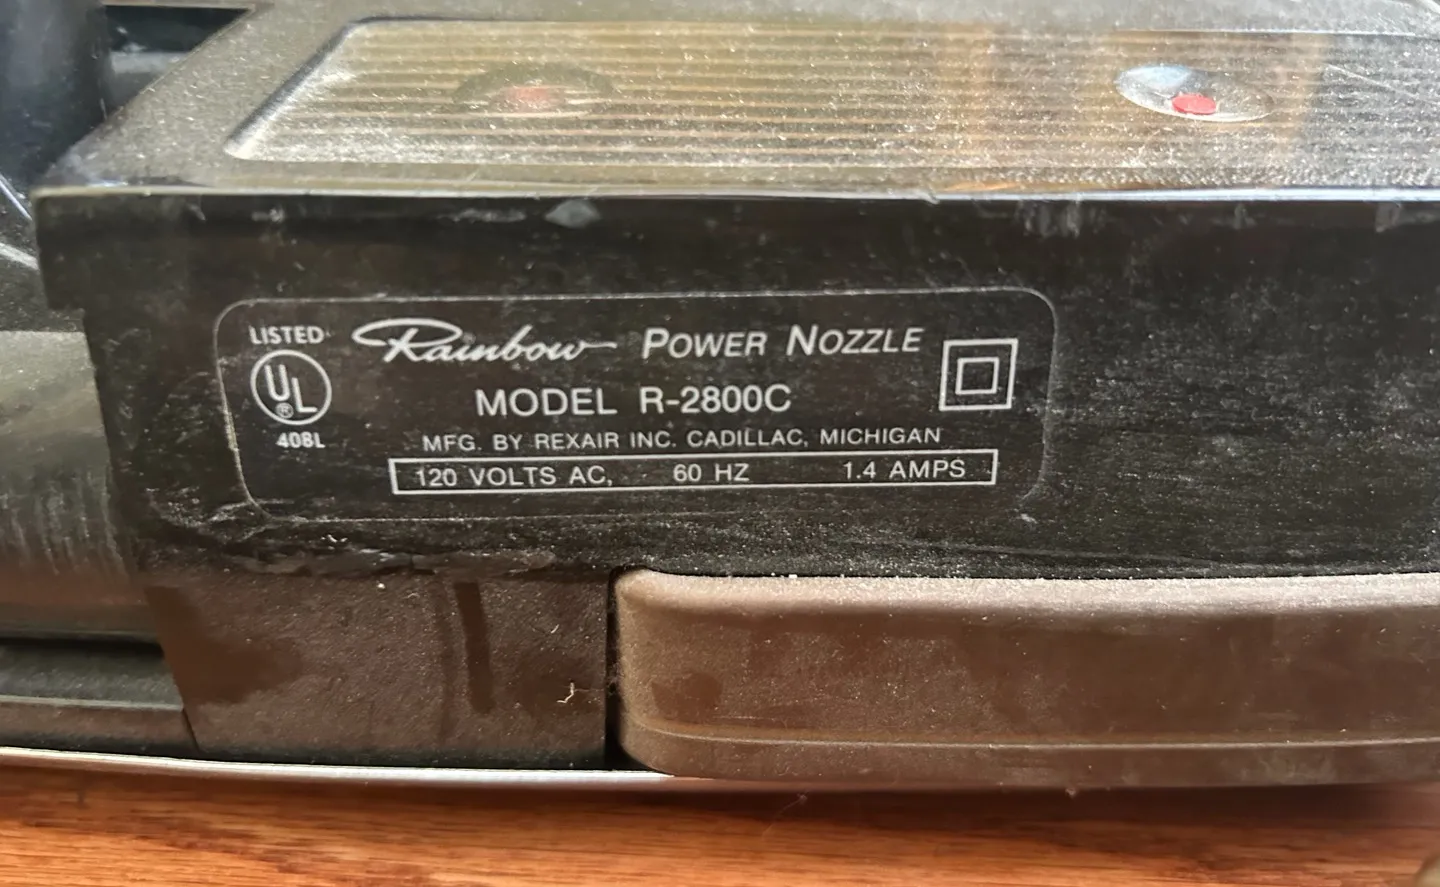 LISTED
UL
®
408L
Rainbow POWER NOZZLE
MODEL R-2800C
MFG. BY REXAIR INC. CADILLAC, MICHIGAN
120 VOLTS AC, 60 HZ 1.4 AMPS